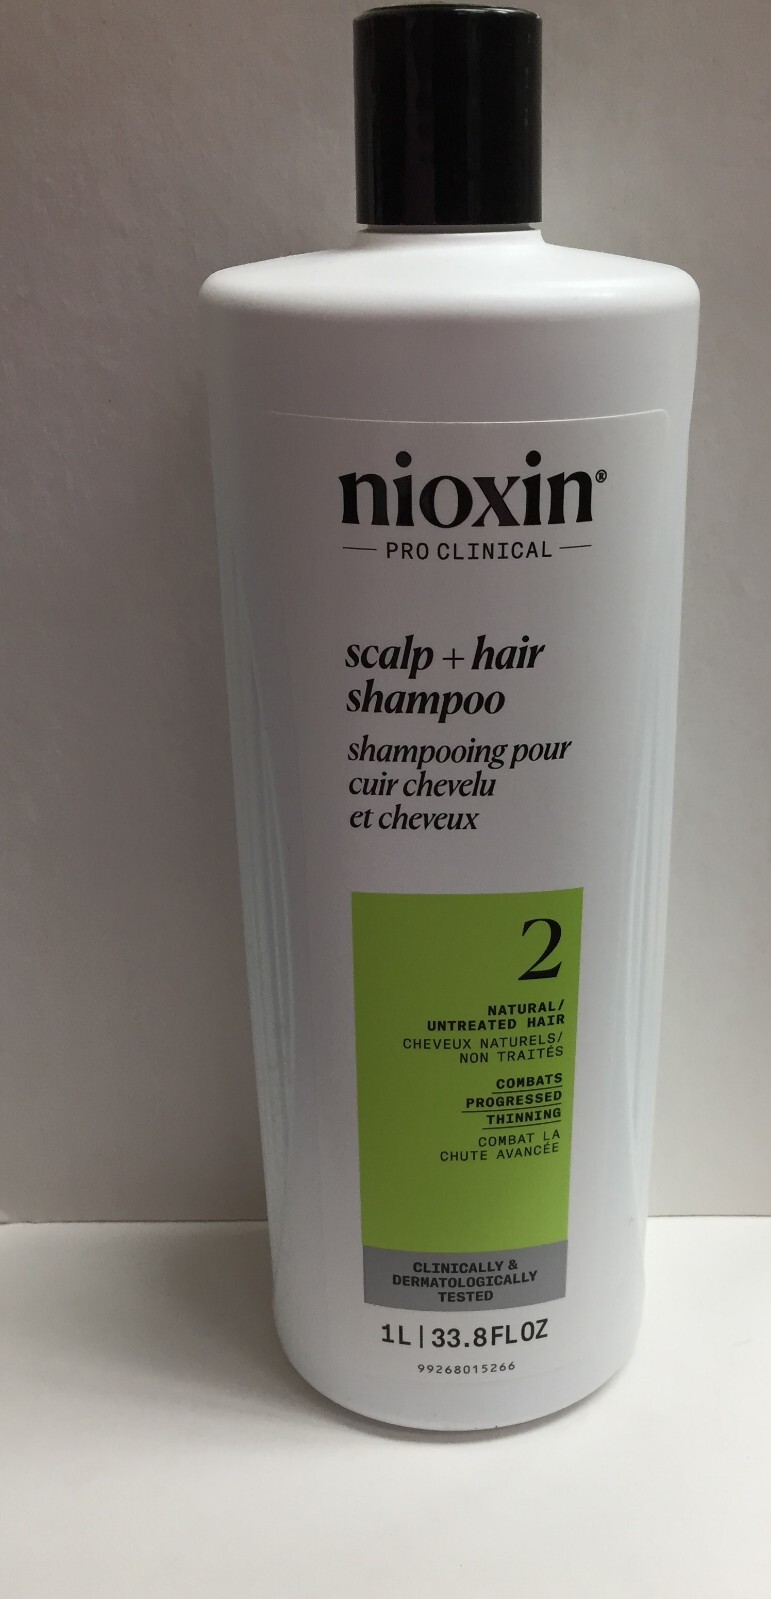 nioxin®
PRO CLINICAL
scalp + hair
shampoo
shampooing pour
cuir chevelu
et cheveux
2
NATURAL/
UNTREATED HAIR
CHEVEUX NATURELS/
NON TRAITÉS
COMBATS
PROGRESSED
THINNING
COMBAT LA
CHUTE AVANCÉE
CLINICALLY &
DERMATOLOGICALLY
TESTED
1L | 33.8FL OZ
99268015266